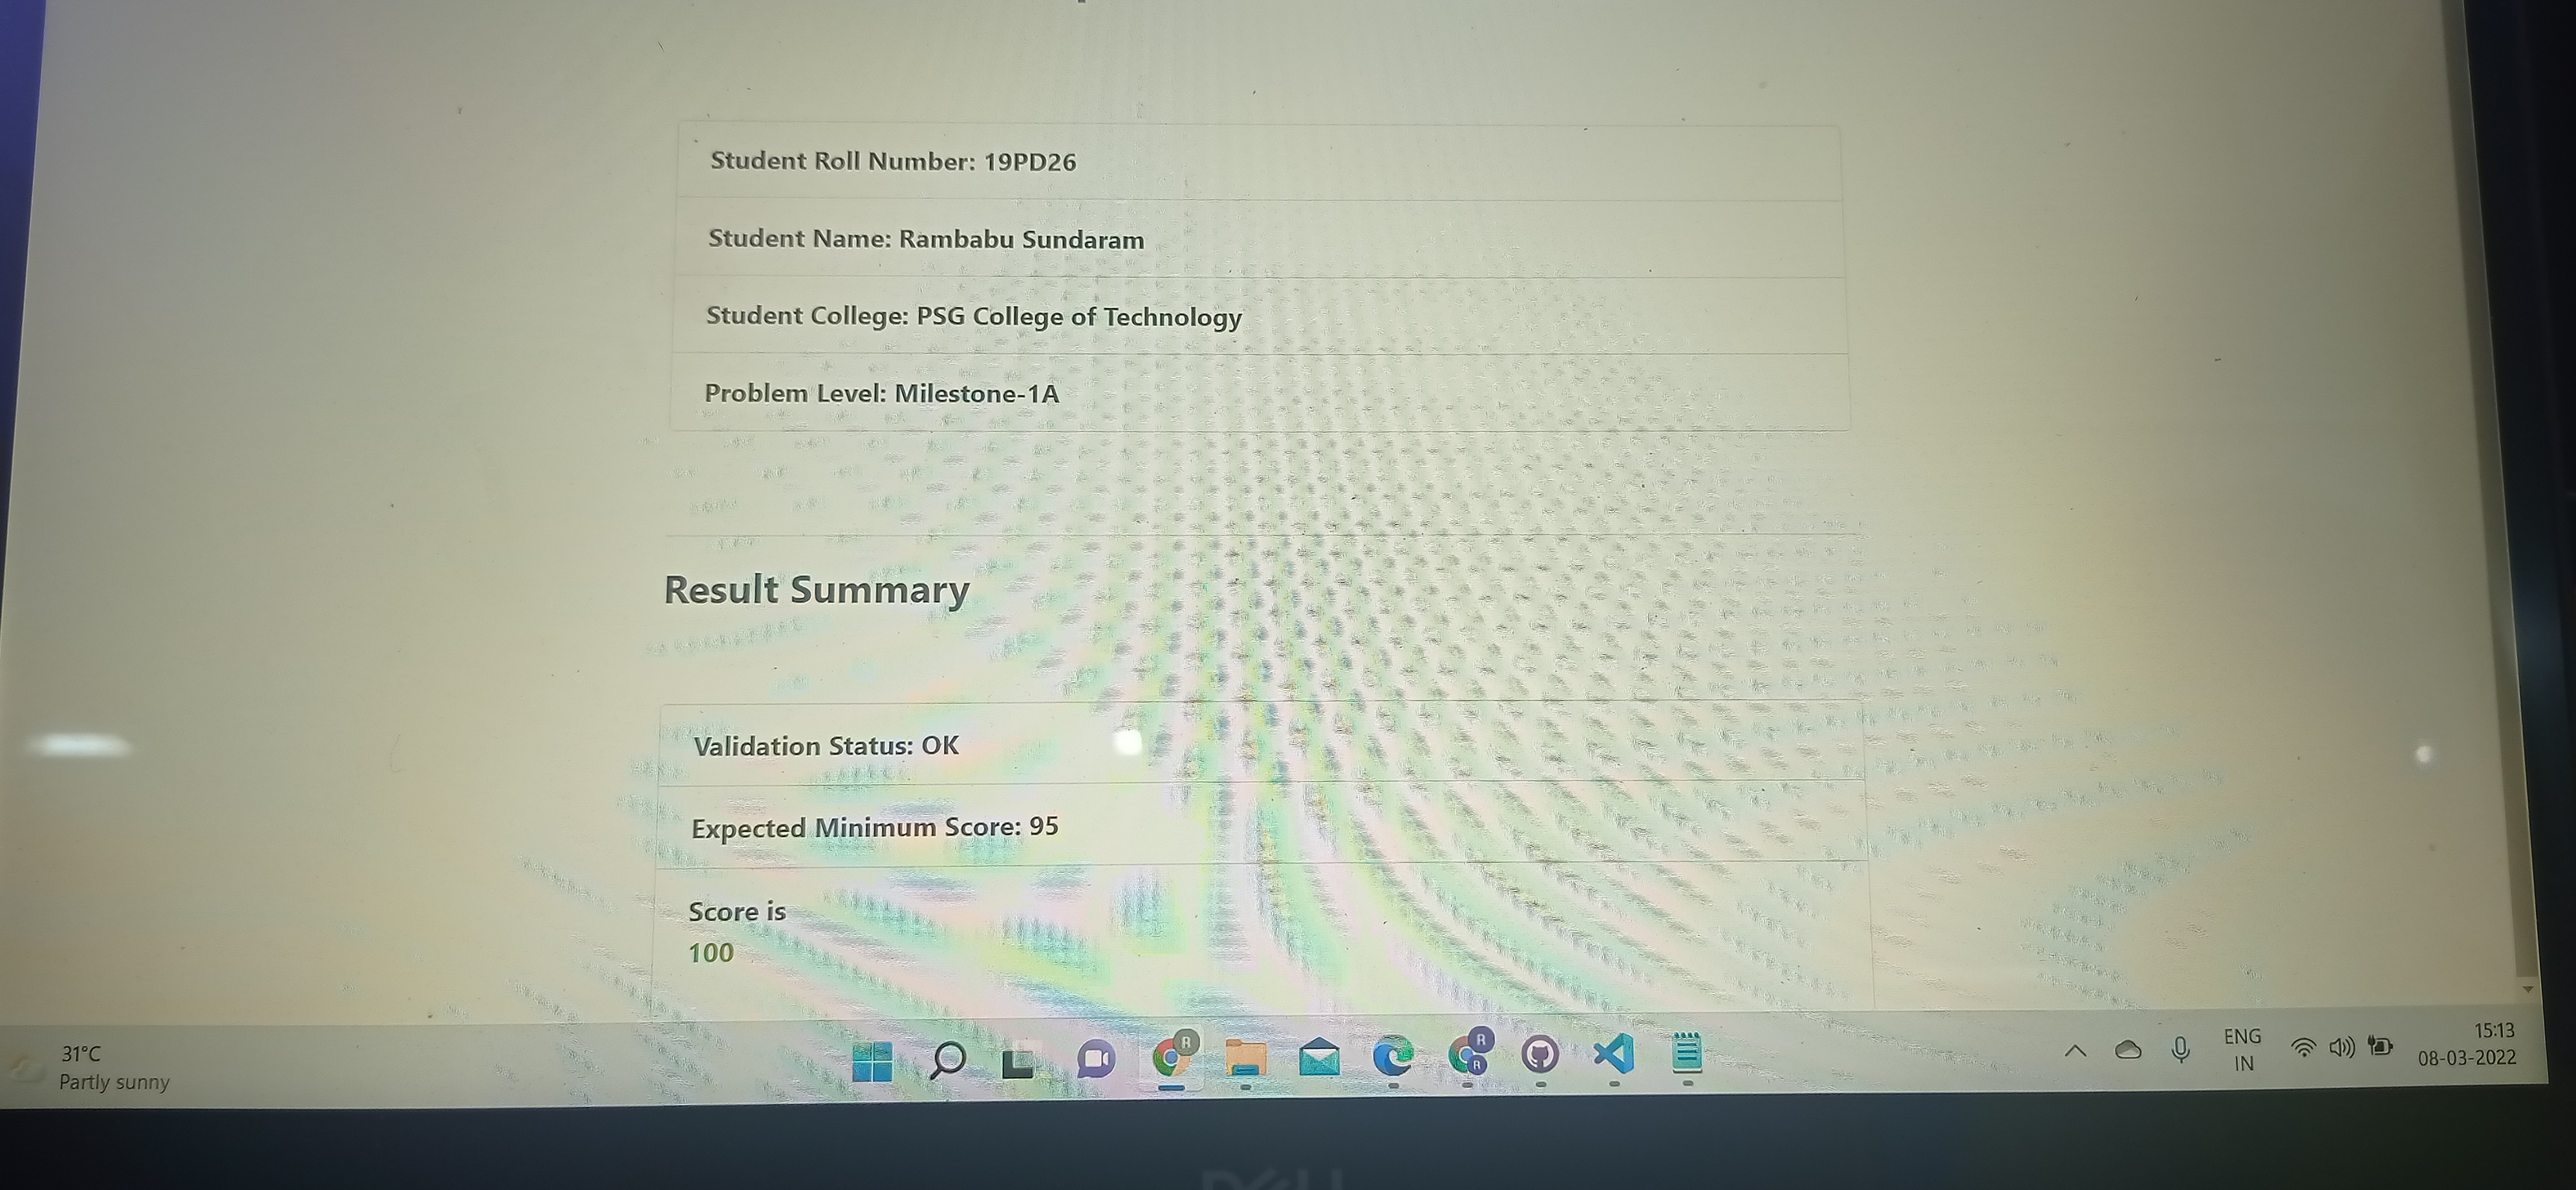 Student Roll Number: 19PD26
Student Name: Rambabu Sundaram
Student College: PSG College of Technology
Problem Level: Milestone-1A
Result Summary
Validation Status: OK
Expected Minimum Score: 95
Score is
100
31°C
Partly sunny
R
R
R
ENG
IN
15:13
08-03-2022